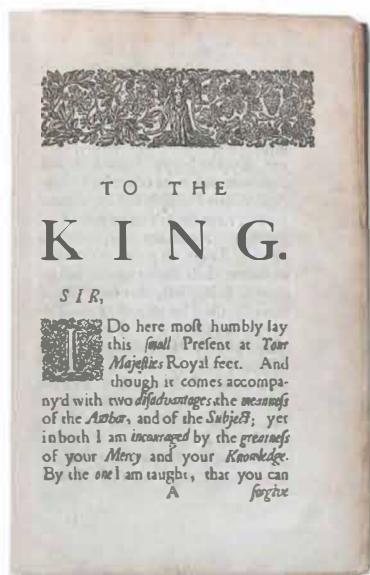 TO THE
KING.
SIR,
I Do here moſt humbly lay
this ſmall Preſent at Your
Majeſties Royal feet. And
though it comes accompa-
ny'd with two diſadvantages, the meanneſs
of the Author, and of the Subject; yet
in both I am incouraged by the greatneſs
of your Mercy and your Knowledge.
By the one I am taught, that you can
A forgive